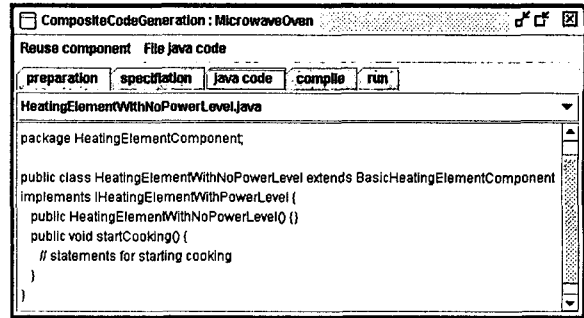 CompositeCodeGeneration : MicrowaveOven
Reuse component File java code
preparation specifiation java code compile run
HeatingElementWithNoPowerLevel.java
package HeatingElementComponent;
public class HeatingElementWithNoPowerLevel extends BasicHeatingElementComponent
implements IHeatingElementWithPowerLevel {
public HeatingElementWithNoPowerLevel() {}
public void startCooking() {
// statements for starting cooking
}
}